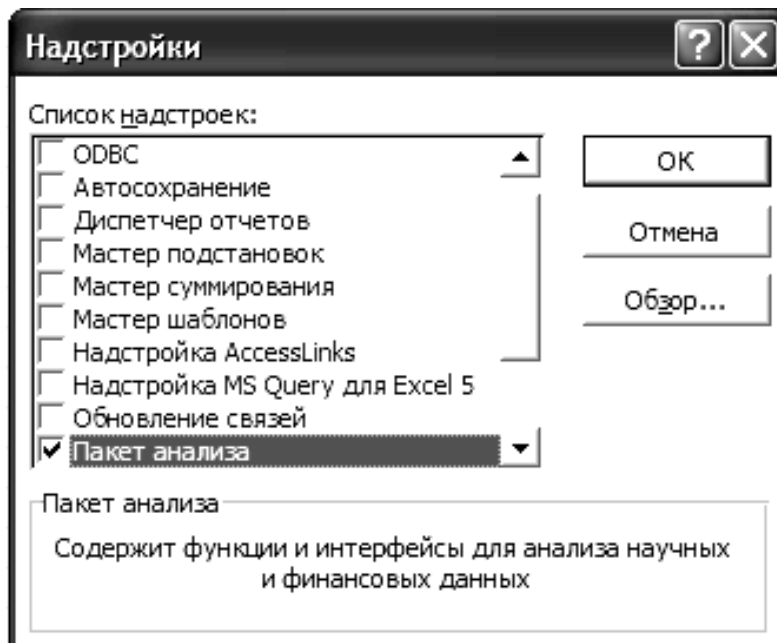 Надстройки
Список надстроек:
ODBC
Автосохранение
Диспетчер отчетов
Мастер подстановок
Мастер суммирования
Мастер шаблонов
Надстройка AccessLinks
Надстройка MS Query для Excel 5
Обновление связей
Пакет анализа
OK
Отмена
Обзор...
Пакет анализа
Содержит функции и интерфейсы для анализа научных
и финансовых данных